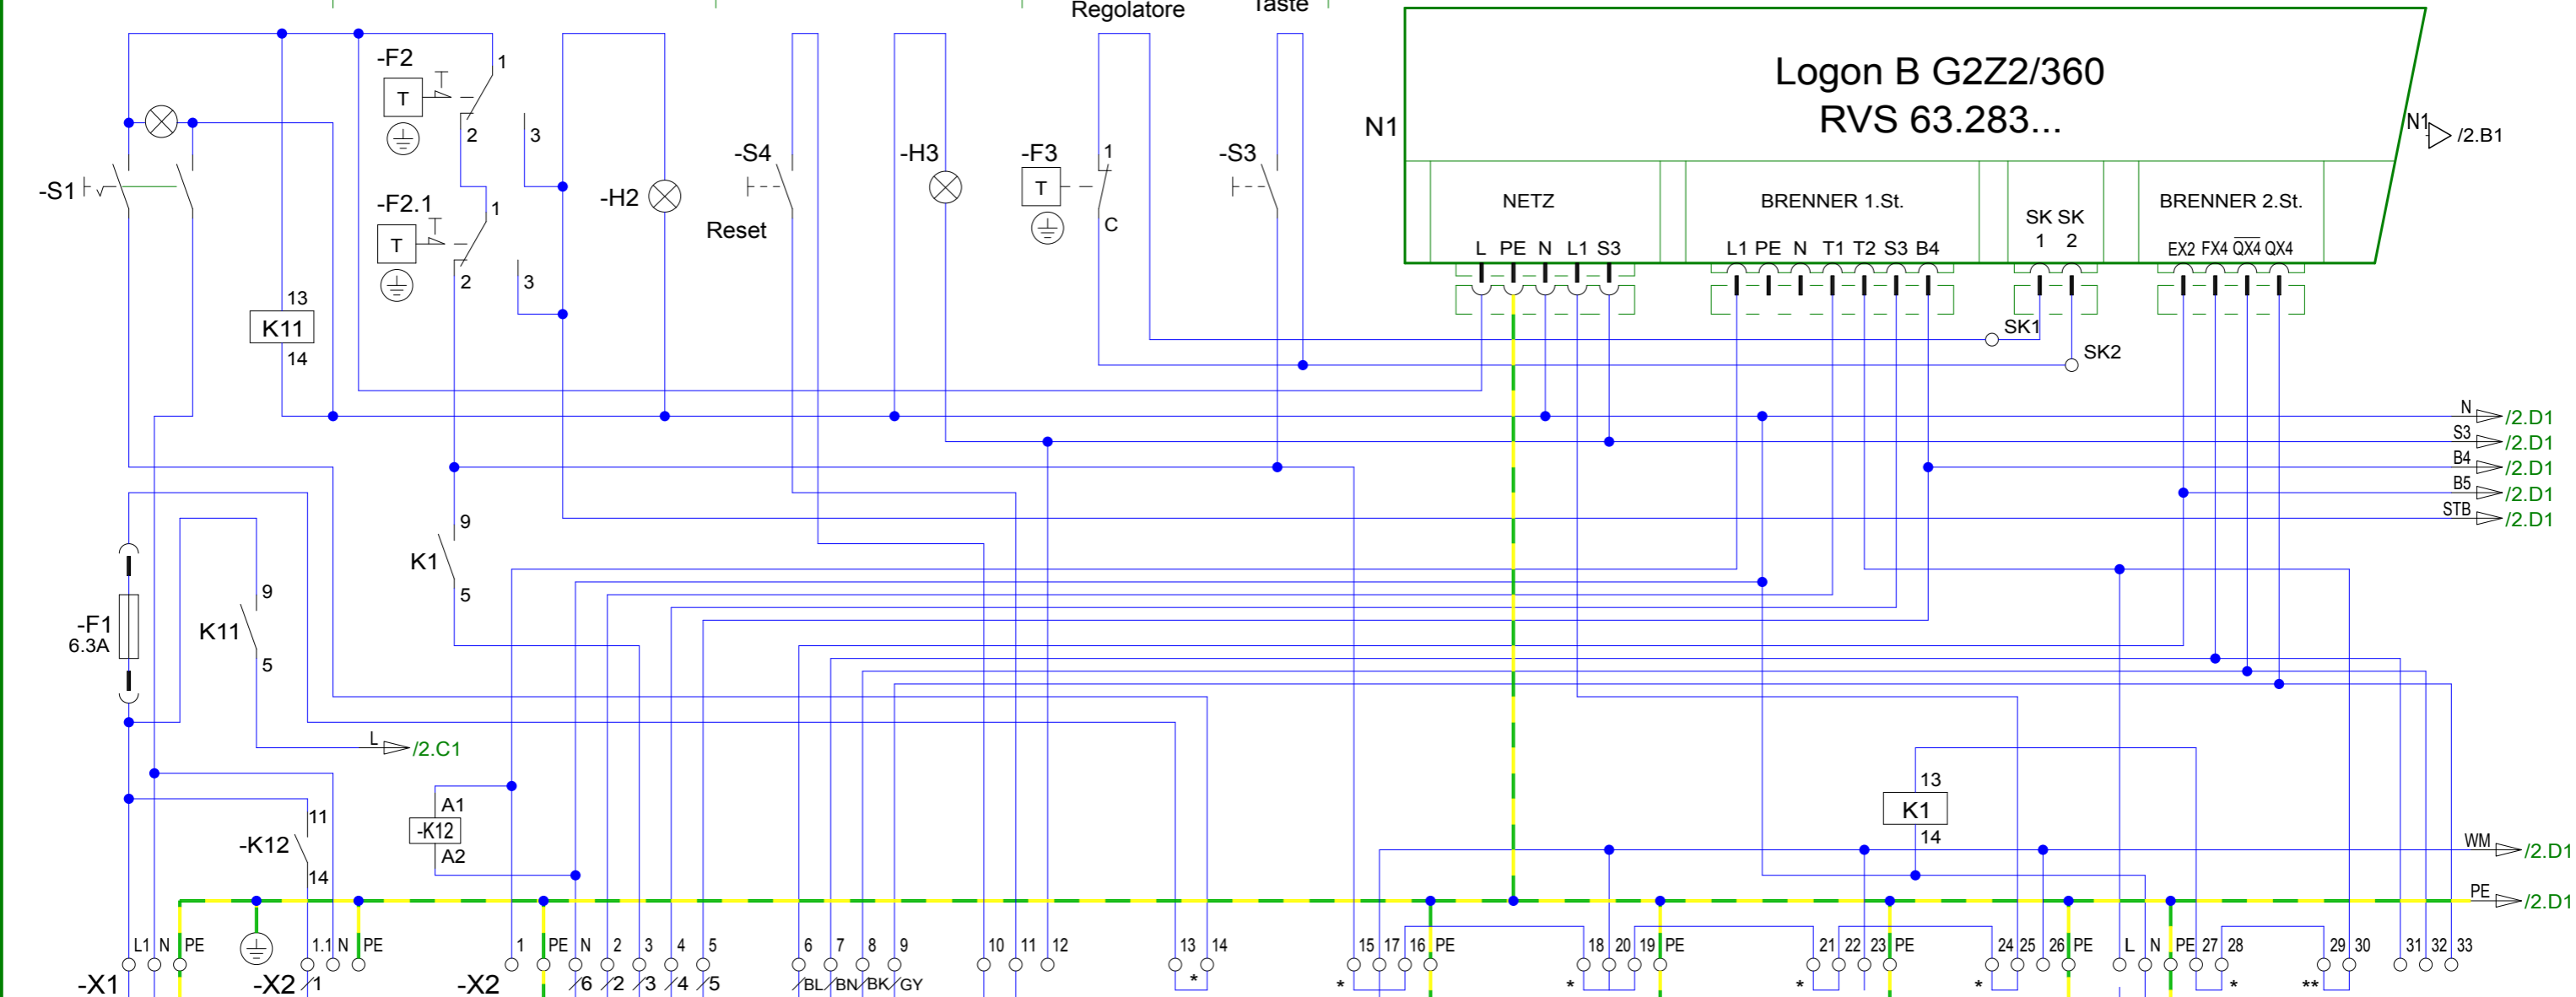 Regolatore
Taste
Logon B G2Z2/360
RVS 63.283...
N1
N1
/2.B1
-F2
T
1
2
3
-S1
-F2.1
T
1
2
3
-H2
-S4
Reset
-H3
-F3
T
1
C
-S3
NETZ
BRENNER 1.St.
SK SK
1 2
BRENNER 2.St.
L PE N L1 S3
L1 PE N T1 T2 S3 B4
EX2 FX4 QX4 QX4
13
K11
14
SK1
SK2
N /2.D1
S3 /2.D1
B4 /2.D1
B5 /2.D1
STB /2.D1
9
K1
5
-F1
6.3A
9
K11
5
L /2.C1
11
-K12
14
A1
-K12
A2
13
K1
14
WM /2.D1
PE /2.D1
L1 N PE 1.1 N PE 1 PE N 2 3 4 5 6 7 8 9 10 11 12 13 14 15 17 16 PE 18 20 19 PE 21 22 23 PE 24 25 26 PE L N PE 27 28 29 30 31 32 33
-X1 -X2 1 -X2 6 2 3 4 5 BL BN BK GY * * * * * * **